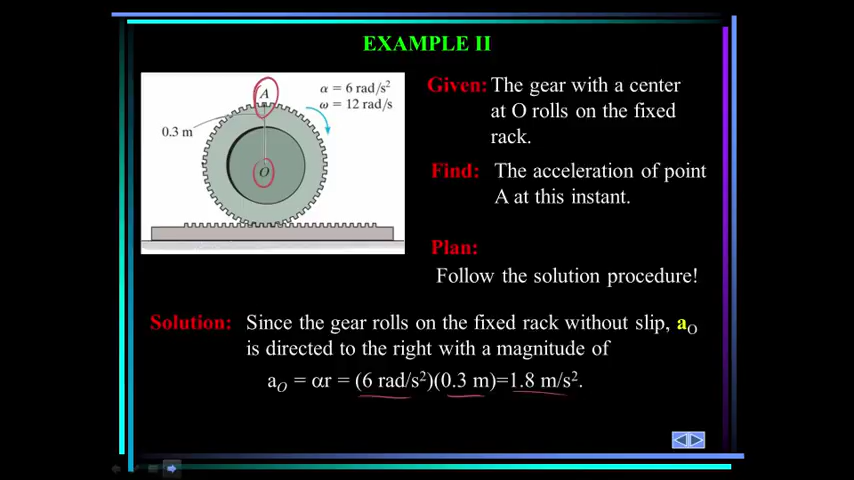 EXAMPLE II
A
α = 6 rad/s²
ω = 12 rad/s
0.3 m
O
Given: The gear with a center
at O rolls on the fixed
rack.
Find: The acceleration of point
A at this instant.
Plan:
Follow the solution procedure!
Solution: Since the gear rolls on the fixed rack without slip, aO
is directed to the right with a magnitude of
aO = αr = (6 rad/s²)(0.3 m)=1.8 m/s².